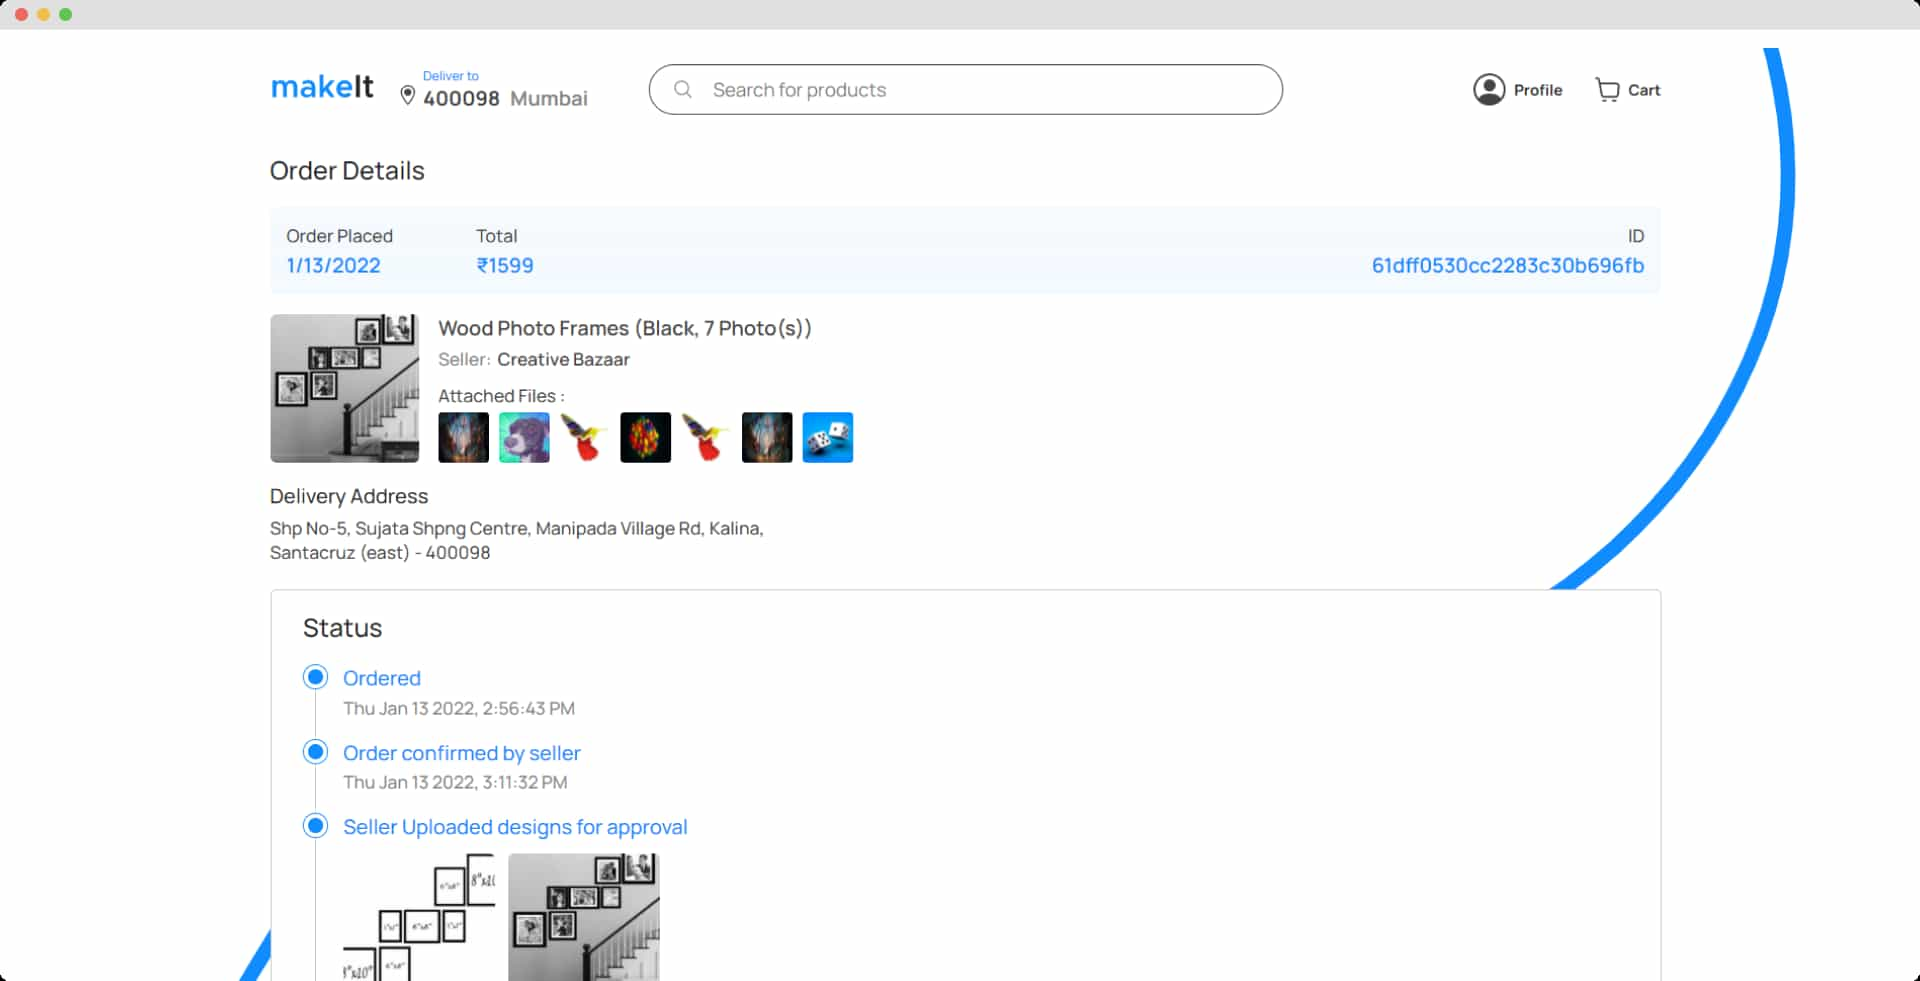 makeIt
Deliver to
400098 Mumbai
Search for products
Profile
Cart
Order Details
Order Placed
Total
ID
1/13/2022
₹1599
61dff0530cc2283c30b696fb
Wood Photo Frames (Black, 7 Photo(s))
Seller: Creative Bazaar
Attached Files :
Delivery Address
Shp No-5, Sujata Shpng Centre, Manipada Village Rd, Kalina,
Santacruz (east) - 400098
Status
Ordered
Thu Jan 13 2022, 2:56:43 PM
Order confirmed by seller
Thu Jan 13 2022, 3:11:32 PM
Seller Uploaded designs for approval